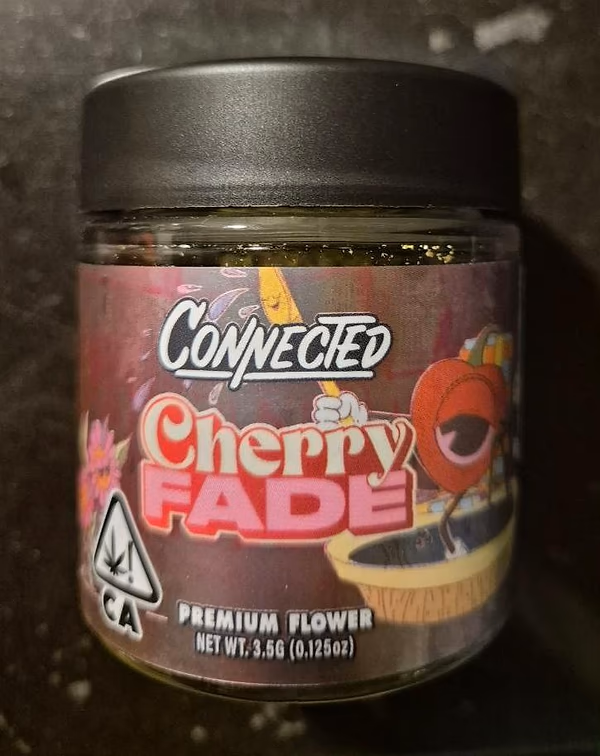 CONNECTED
Cherry
FADE
CA
PREMIUM FLOWER
NET WT. 3.5G (0.125oz)